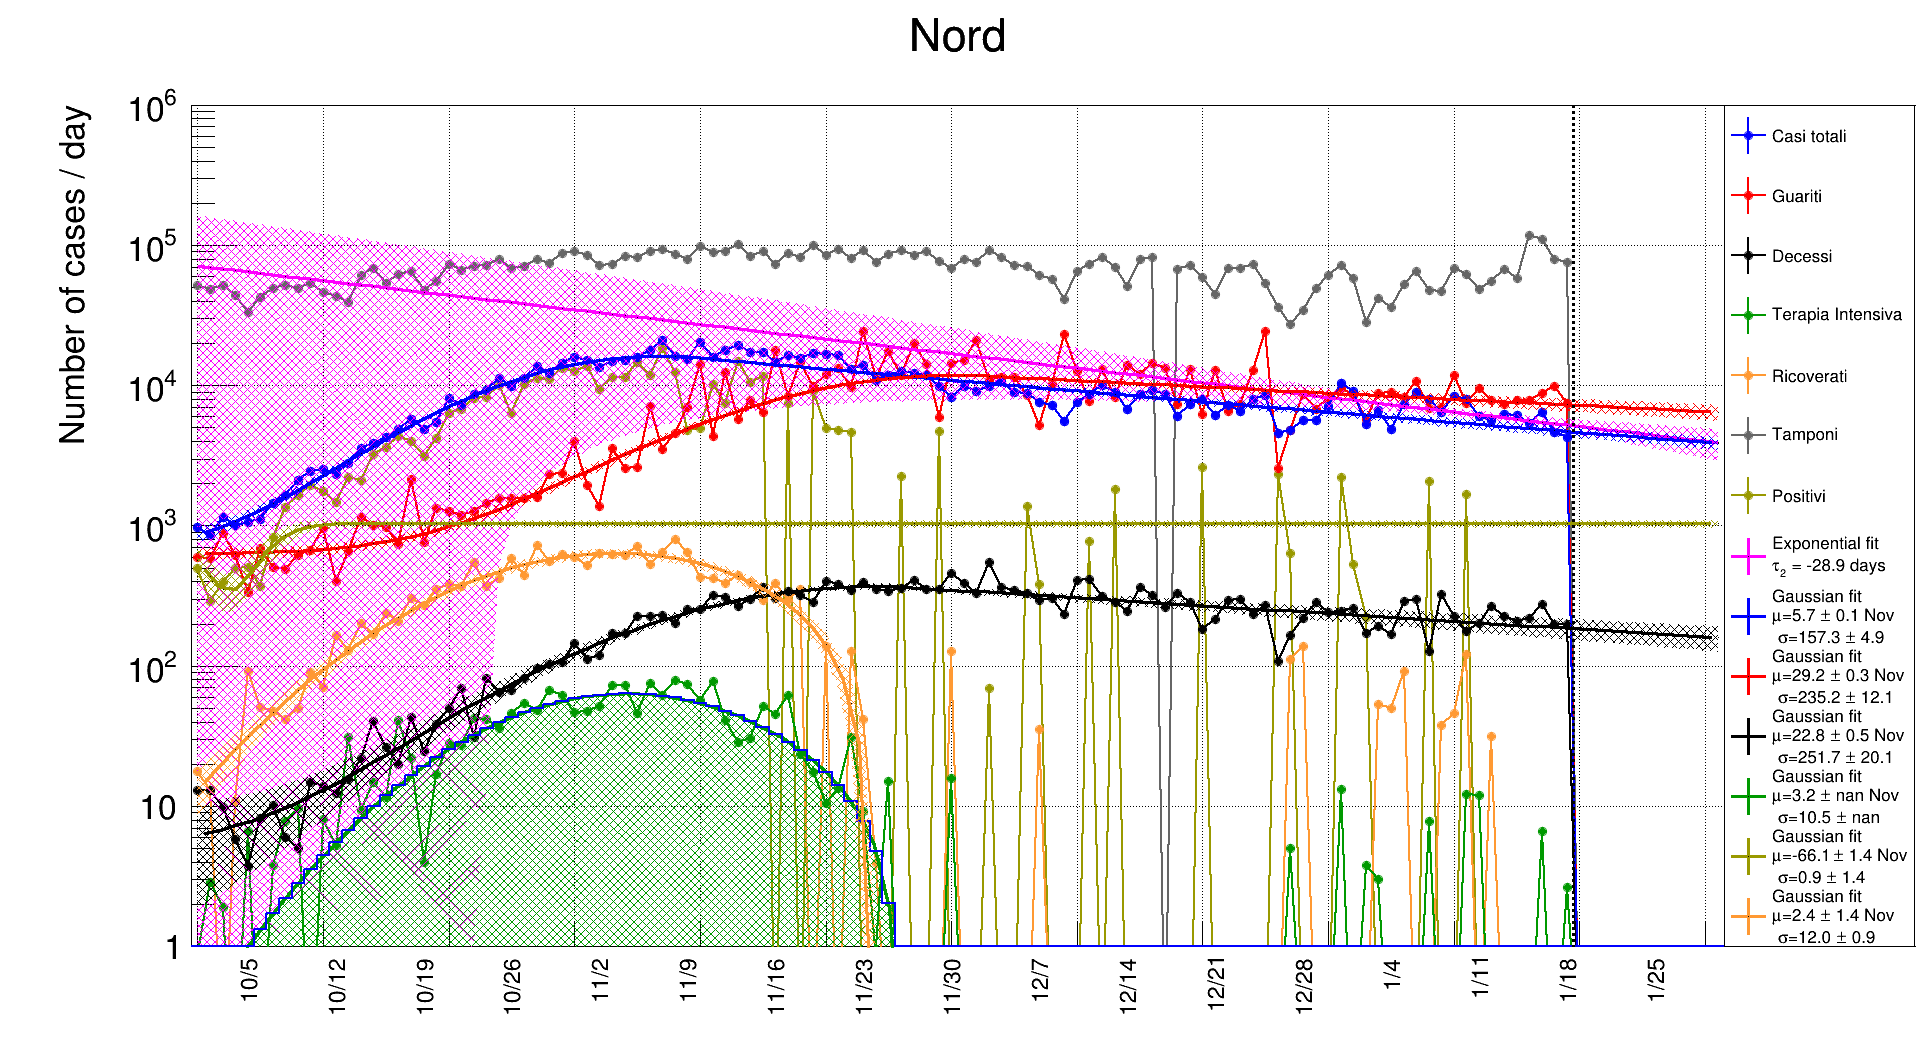 Nord
Number of cases / day
10^6
10^5
10^4
10^3
10^2
10
1
10/5
10/12
10/19
10/26
11/2
11/9
11/16
11/23
11/30
12/7
12/14
12/21
12/28
1/4
1/11
1/18
1/25
Casi totali
Guariti
Decessi
Terapia Intensiva
Ricoverati
Tamponi
Positivi
Exponential fit
τ₂ = -28.9 days
Gaussian fit
μ=5.7 ± 0.1 Nov
σ=157.3 ± 4.9
Gaussian fit
μ=29.2 ± 0.3 Nov
σ=235.2 ± 12.1
Gaussian fit
μ=22.8 ± 0.5 Nov
σ=251.7 ± 20.1
Gaussian fit
μ=3.2 ± nan Nov
σ=10.5 ± nan
Gaussian fit
μ=-66.1 ± 1.4 Nov
σ=0.9 ± 1.4
Gaussian fit
μ=2.4 ± 1.4 Nov
σ=12.0 ± 0.9